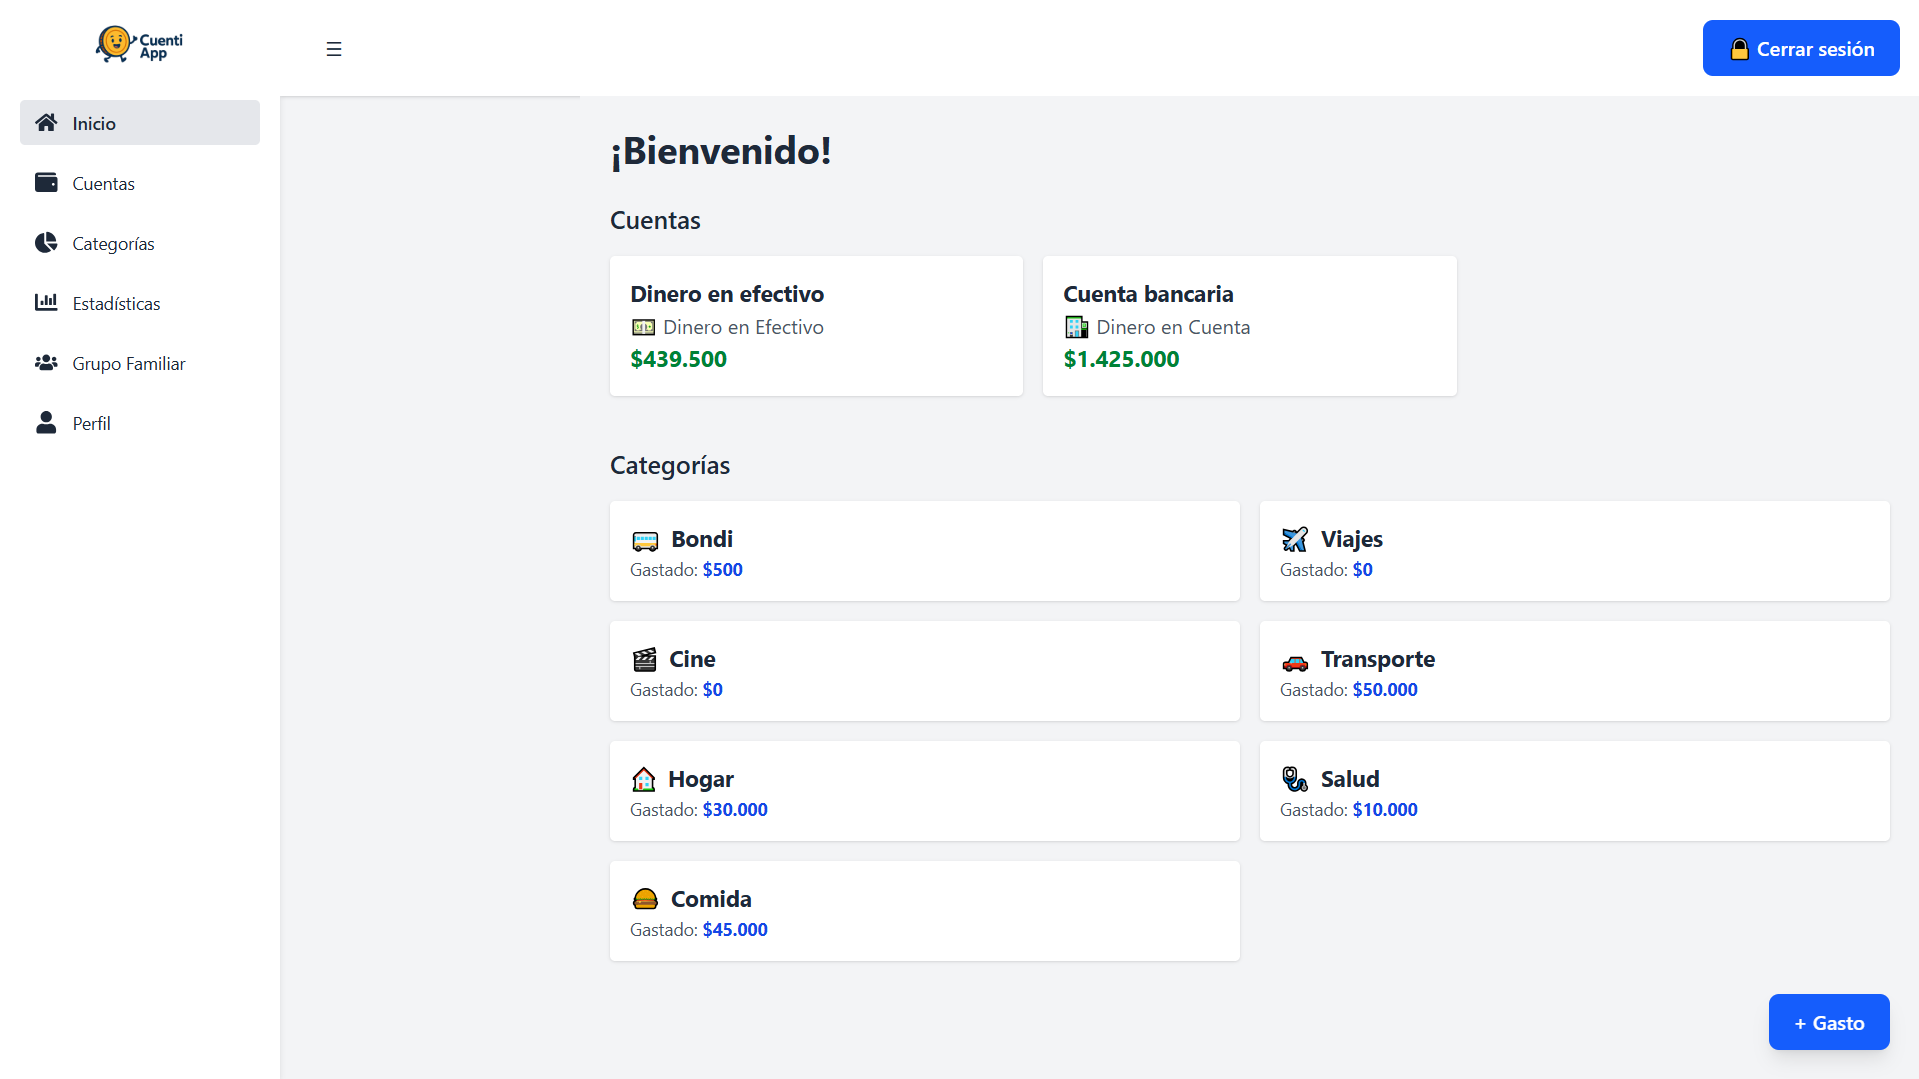 Cuenti
App
☰
🔒 Cerrar sesión
Inicio
Cuentas
Categorías
Estadísticas
Grupo Familiar
Perfil
¡Bienvenido!
Cuentas
Dinero en efectivo
💵 Dinero en Efectivo
$439.500
Cuenta bancaria
🏧 Dinero en Cuenta
$1.425.000
Categorías
🚌 Bondi
Gastado: $500
✈️ Viajes
Gastado: $0
🎬 Cine
Gastado: $0
🚗 Transporte
Gastado: $50.000
🏠 Hogar
Gastado: $30.000
🩺 Salud
Gastado: $10.000
🍔 Comida
Gastado: $45.000
+ Gasto